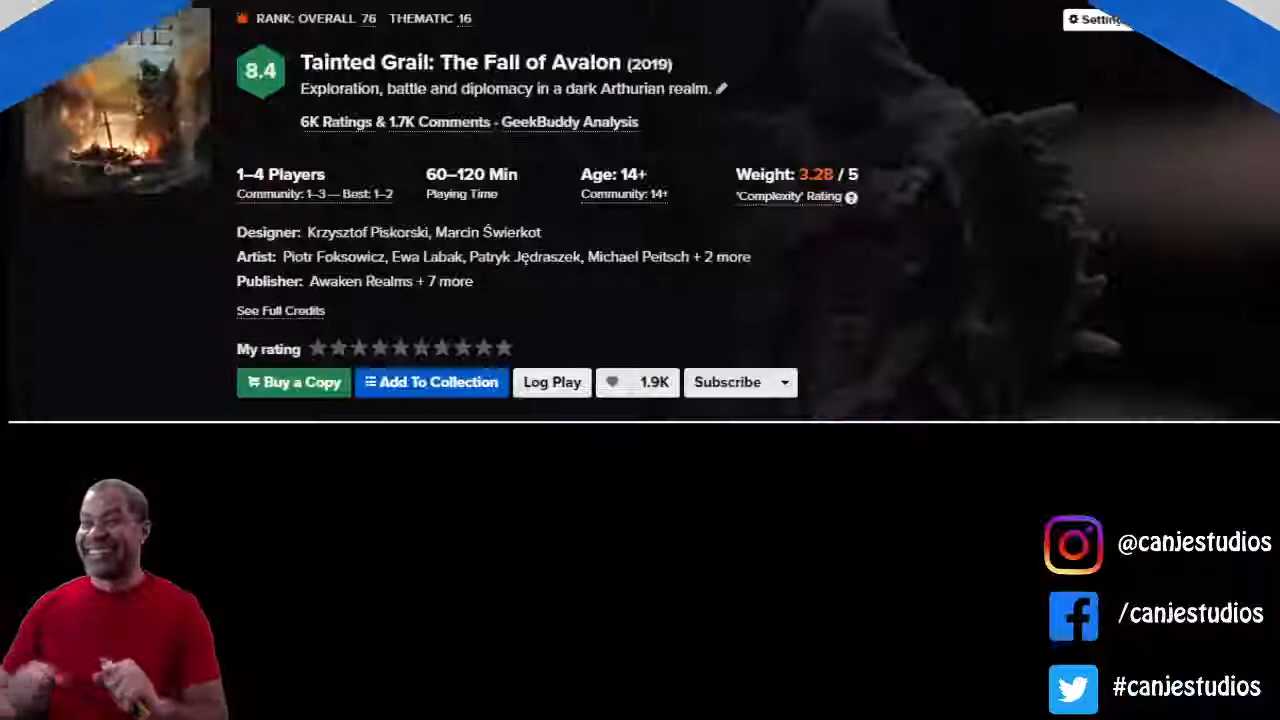 RANK: OVERALL 76 THEMATIC 16
8.4
Tainted Grail: The Fall of Avalon (2019)
Exploration, battle and diplomacy in a dark Arthurian realm.
6K Ratings & 1.7K Comments - GeekBuddy Analysis
1–4 Players 60–120 Min Age: 14+ Weight: 3.28 / 5
Community: 1–3 — Best: 1–2 Playing Time Community: 14+ 'Complexity' Rating ?
Designer: Krzysztof Piskorski, Marcin Świerkot
Artist: Piotr Foksowicz, Ewa Labak, Patryk Jędraszek, Michael Peitsch + 2 more
Publisher: Awaken Realms + 7 more
See Full Credits
My rating
Buy a Copy Add To Collection Log Play 1.9K Subscribe
@canjestudios
/canjestudios
#canjestudios